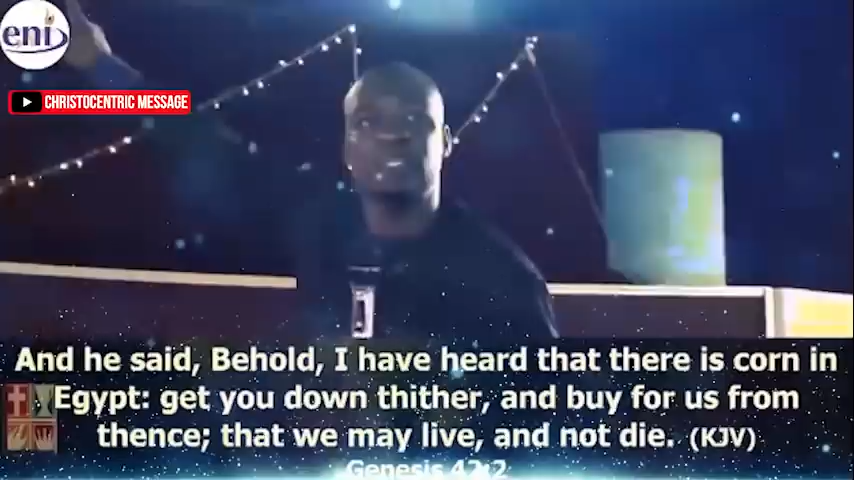 eni
CHRISTOCENTRIC MESSAGE
And he said, Behold, I have heard that there is corn in
Egypt: get you down thither, and buy for us from
thence; that we may live, and not die. (KJV)
Genesis 42:2